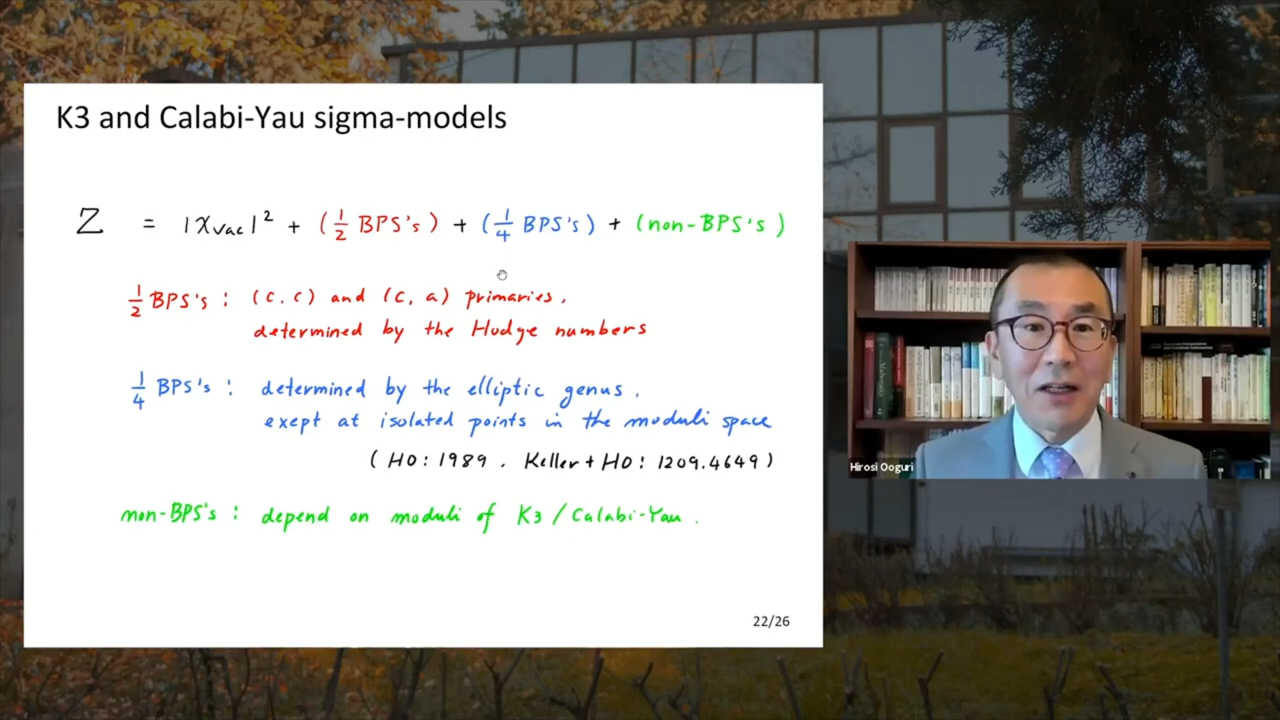 K3 and Calabi-Yau sigma-models
Z = |χvac|² + (1/2 BPS's) + (1/4 BPS's) + (non-BPS's)
1/2 BPS's : (c.c) and (c,a) primaries,
determined by the Hodge numbers
1/4 BPS's : determined by the elliptic genus,
exept at isolated points in the moduli space
(HO: 1989, Keller + HO: 1209.4649)
non-BPS's : depend on moduli of K3/Calabi-Yau.
22/26
Hirosi Ooguri